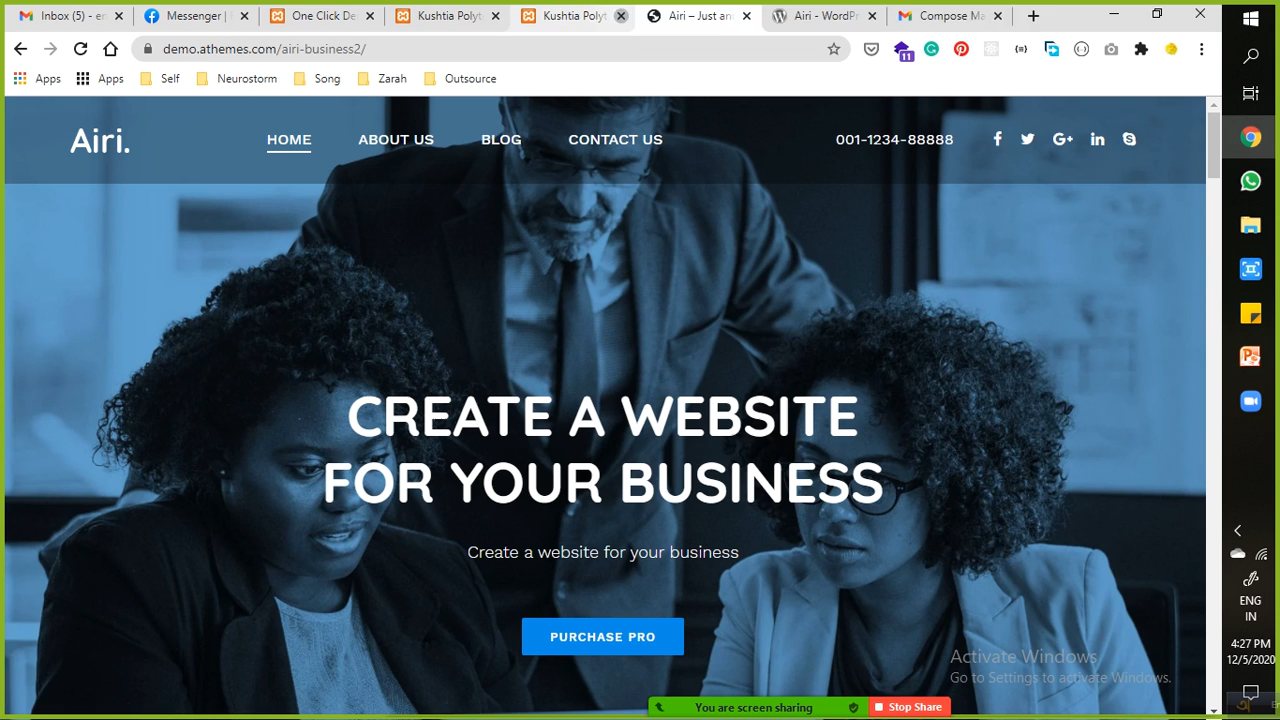 Inbox (5) - en
Messenger | 
One Click De
Kushtia Polyt
Kushtia Polyt
Airi – Just an
Airi - WordPr
Compose Ma
demo.athemes.com/airi-business2/
11
Apps
Apps
Self
Neurostorm
Song
Zarah
Outsource
Airi.
HOME
ABOUT US
BLOG
CONTACT US
001-1234-88888
CREATE A WEBSITE
FOR YOUR BUSINESS
Create a website for your business
PURCHASE PRO
Activate Windows
Go to Settings to activate Windows.
You are screen sharing
Stop Share
ENG
IN
4:27 PM
12/5/2020